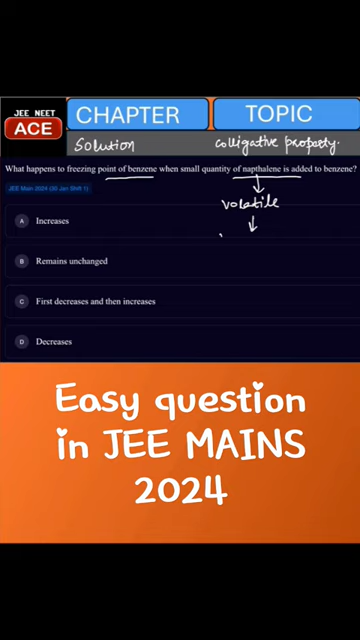 JEE NEET
ACE
CHAPTER
TOPIC
Solution
colligative property.
What happens to freezing point of benzene when small quantity of napthalene is added to benzene?
JEE Main 2024 (30 Jan Shift 1)
volatile
A Increases
B Remains unchanged
C First decreases and then increases
D Decreases
Easy question
in JEE MAINS
2024